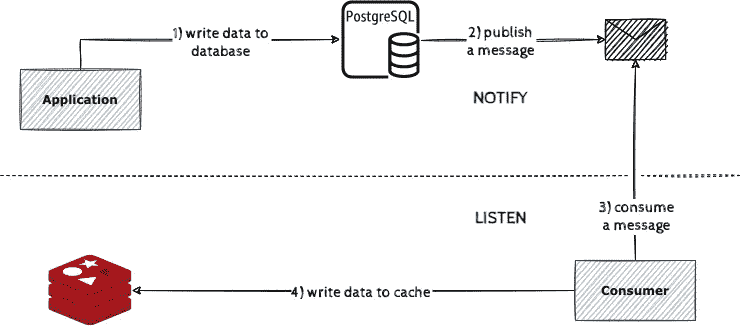 PostgreSQL
1) write data to
database
2) publish
a message
Application
NOTIFY
LISTEN
3) consume
a message
4) write data to cache
Consumer